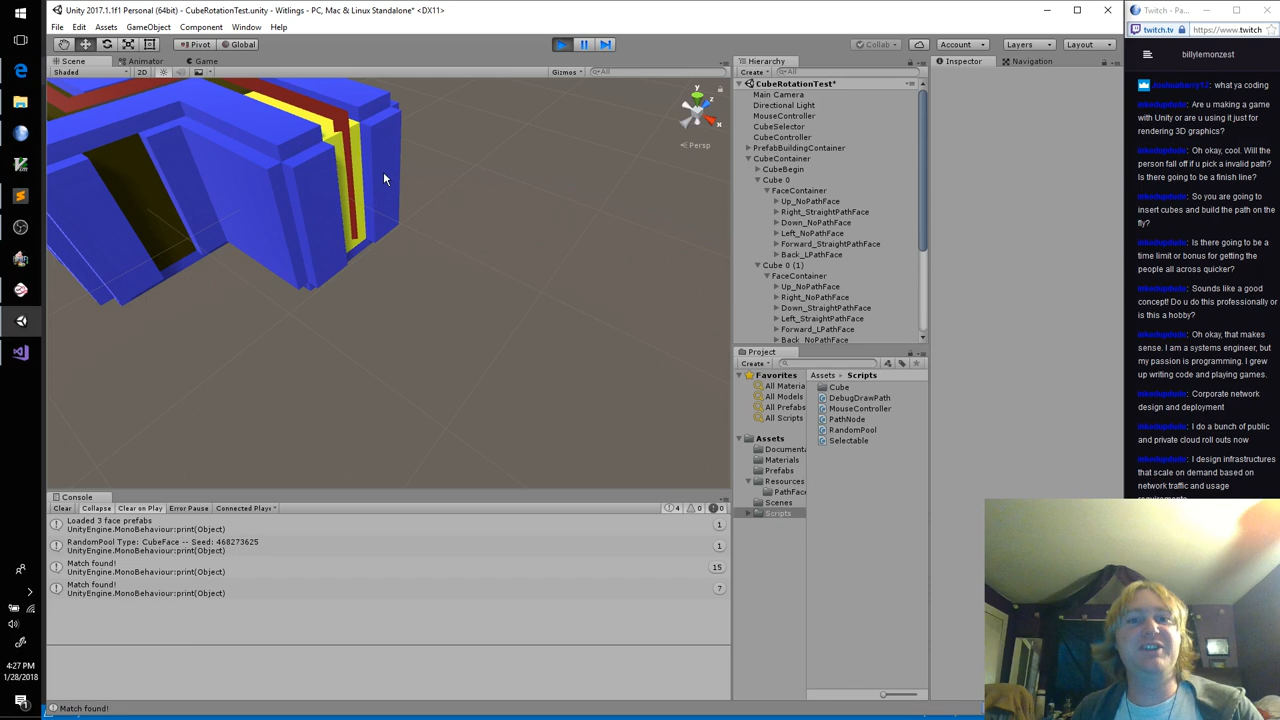 Unity 2017.1.1f1 Personal (64bit) - CubeRotationTest.unity - Witlings - PC, Mac & Linux Standalone* <DX11>
File Edit Assets GameObject Component Window Help
Pivot Global
Collab Account Layers Layout
Scene Animator Game
Shaded 2D Gizmos All
y
z
x
Persp
Hierarchy
Create All
CubeRotationTest*
Main Camera
Directional Light
MouseController
CubeSelector
CubeController
PrefabBuildingContainer
CubeContainer
CubeBegin
Cube 0
FaceContainer
Up_NoPathFace
Right_StraightPathFace
Down_NoPathFace
Left_NoPathFace
Forward_StraightPathFace
Back_LPathFace
Cube 0 (1)
FaceContainer
Up_NoPathFace
Right_NoPathFace
Down_StraightPathFace
Left_StraightPathFace
Forward_LPathFace
Back_NoPathFace
Inspector Navigation
Project
Create
Favorites
All Materia
All Models
All Prefabs
All Scripts
Assets
Documenta
Materials
Prefabs
Resources
PathFace
Scenes
Scripts
Assets Scripts
Cube
DebugDrawPath
MouseController
PathNode
RandomPool
Selectable
Console
Clear Collapse Clear on Play Error Pause Connected Player 4 0 0
Loaded 3 face prefabs
UnityEngine.MonoBehaviour:print(Object)
1
RandomPool Type: CubeFace -- Seed: 468273625
UnityEngine.MonoBehaviour:print(Object)
1
Match found!
UnityEngine.MonoBehaviour:print(Object)
15
Match found!
UnityEngine.MonoBehaviour:print(Object)
7
Match found!
4:27 PM
1/28/2018
Twitch - Pa...
twitch.tv https://www.twitch
billylemonzest
what ya coding
Are u making a game
with Unity or are u using it just for
rendering 3D graphics?
Oh okay, cool. Will the
person fall off if u pick a invalid path?
Is there going to be a finish line?
So you are going to
insert cubes and build the path on the
fly?
Is there going to be a
time limit or bonus for getting the
people all across quicker?
Sounds like a good
concept! Do u do this professionally or
is this a hobby?
Oh okay, that makes
sense. I am a systems engineer, but
my passion is programming. I grew
up writing code and playing games.
Corporate network
design and deployment
I do a bunch of public
and private cloud roll outs now
I design infrastructures
that scale on demand based on
network traffic and usage